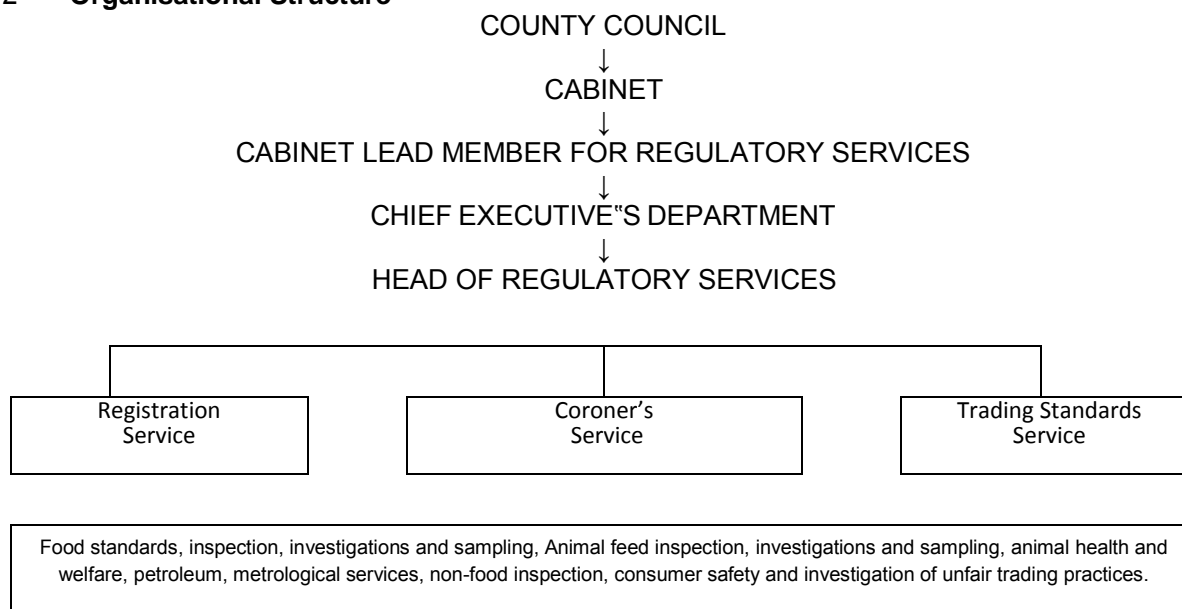 2 Organisational Structure
COUNTY COUNCIL
↓
CABINET
↓
CABINET LEAD MEMBER FOR REGULATORY SERVICES
↓
CHIEF EXECUTIVE‟S DEPARTMENT
↓
HEAD OF REGULATORY SERVICES
Registration
Service
Coroner’s
Service
Trading Standards
Service
Food standards, inspection, investigations and sampling, Animal feed inspection, investigations and sampling, animal health and
welfare, petroleum, metrological services, non-food inspection, consumer safety and investigation of unfair trading practices.